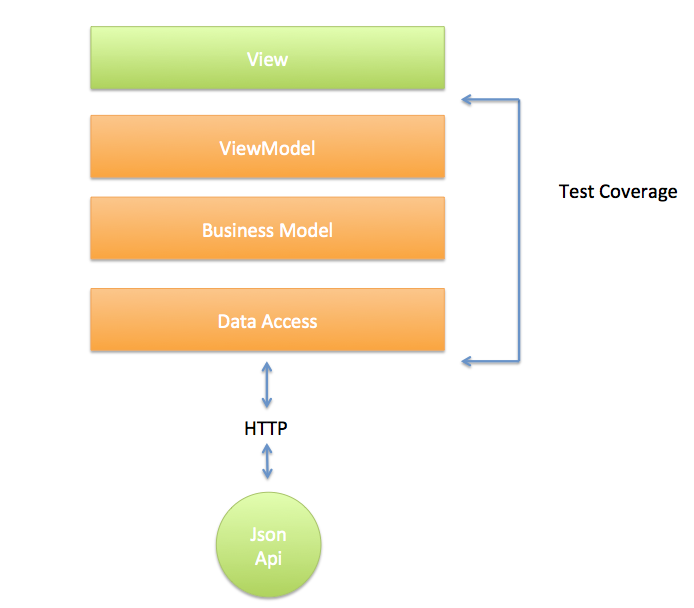 View
ViewModel
Test Coverage
Business Model
Data Access
HTTP
Json
Api